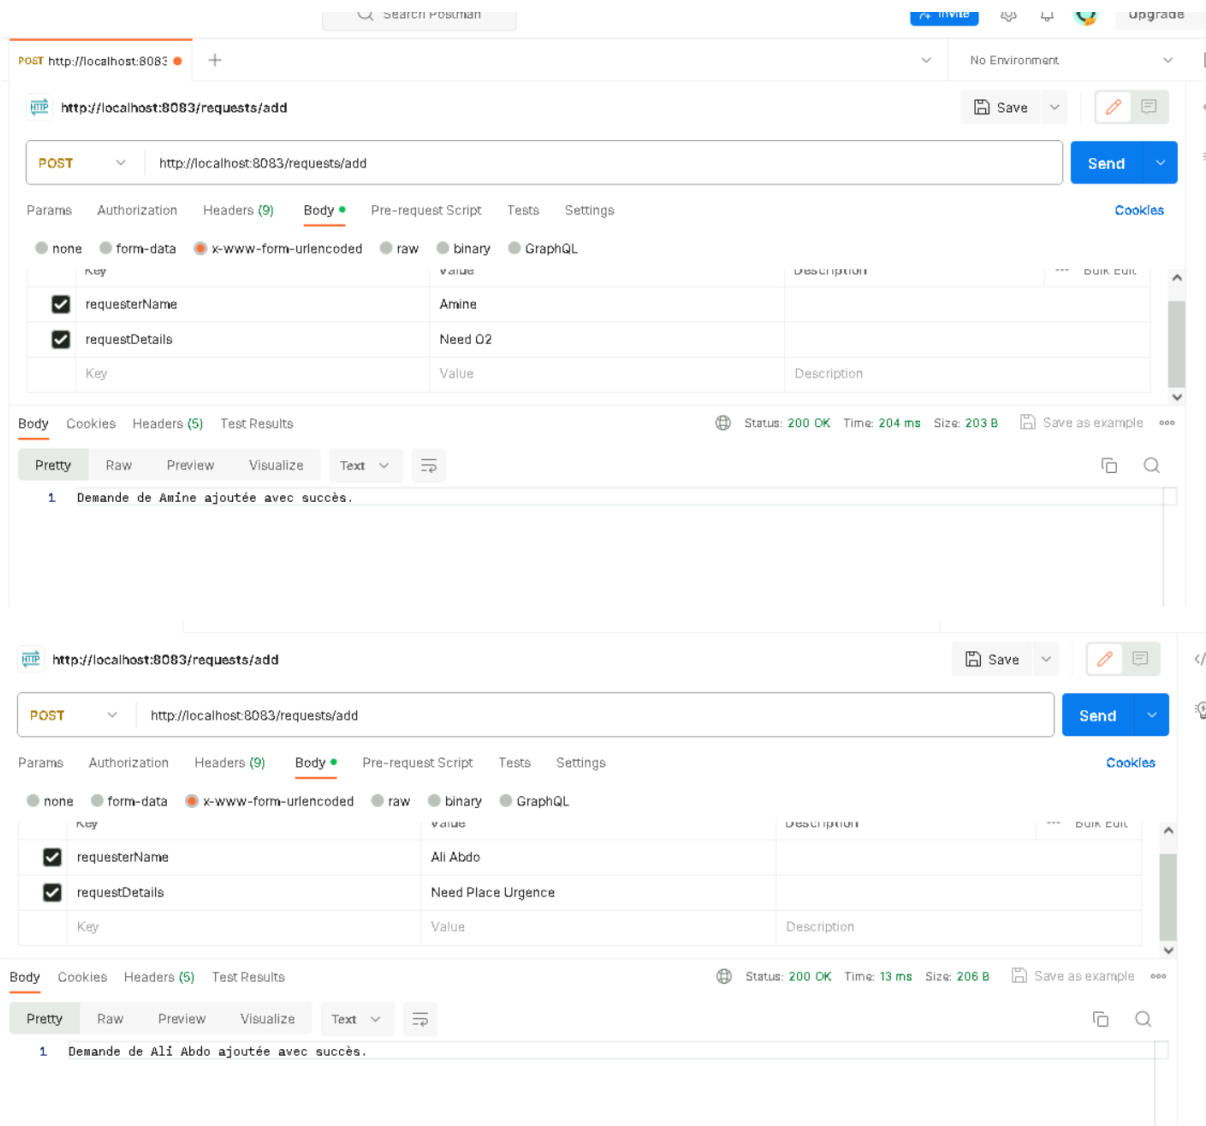 Search Postman Invite Upgrade
POST http://localhost:8083 No Environment
HTTP http://localhost:8083/requests/add Save
POST http://localhost:8083/requests/add Send
Params Authorization Headers (9) Body Pre-request Script Tests Settings Cookies
none form-data x-www-form-urlencoded raw binary GraphQL
Key Value Description Bulk Edit
requesterName Amine
requestDetails Need O2
Key Value Description
Body Cookies Headers (5) Test Results Status: 200 OK Time: 204 ms Size: 203 B Save as example
Pretty Raw Preview Visualize Text
1 Demande de Amine ajoutée avec succès.
HTTP http://localhost:8083/requests/add Save
POST http://localhost:8083/requests/add Send
Params Authorization Headers (9) Body Pre-request Script Tests Settings Cookies
none form-data x-www-form-urlencoded raw binary GraphQL
Key Value Description Bulk Edit
requesterName Ali Abdo
requestDetails Need Place Urgence
Key Value Description
Body Cookies Headers (5) Test Results Status: 200 OK Time: 13 ms Size: 206 B Save as example
Pretty Raw Preview Visualize Text
1 Demande de Ali Abdo ajoutée avec succès.